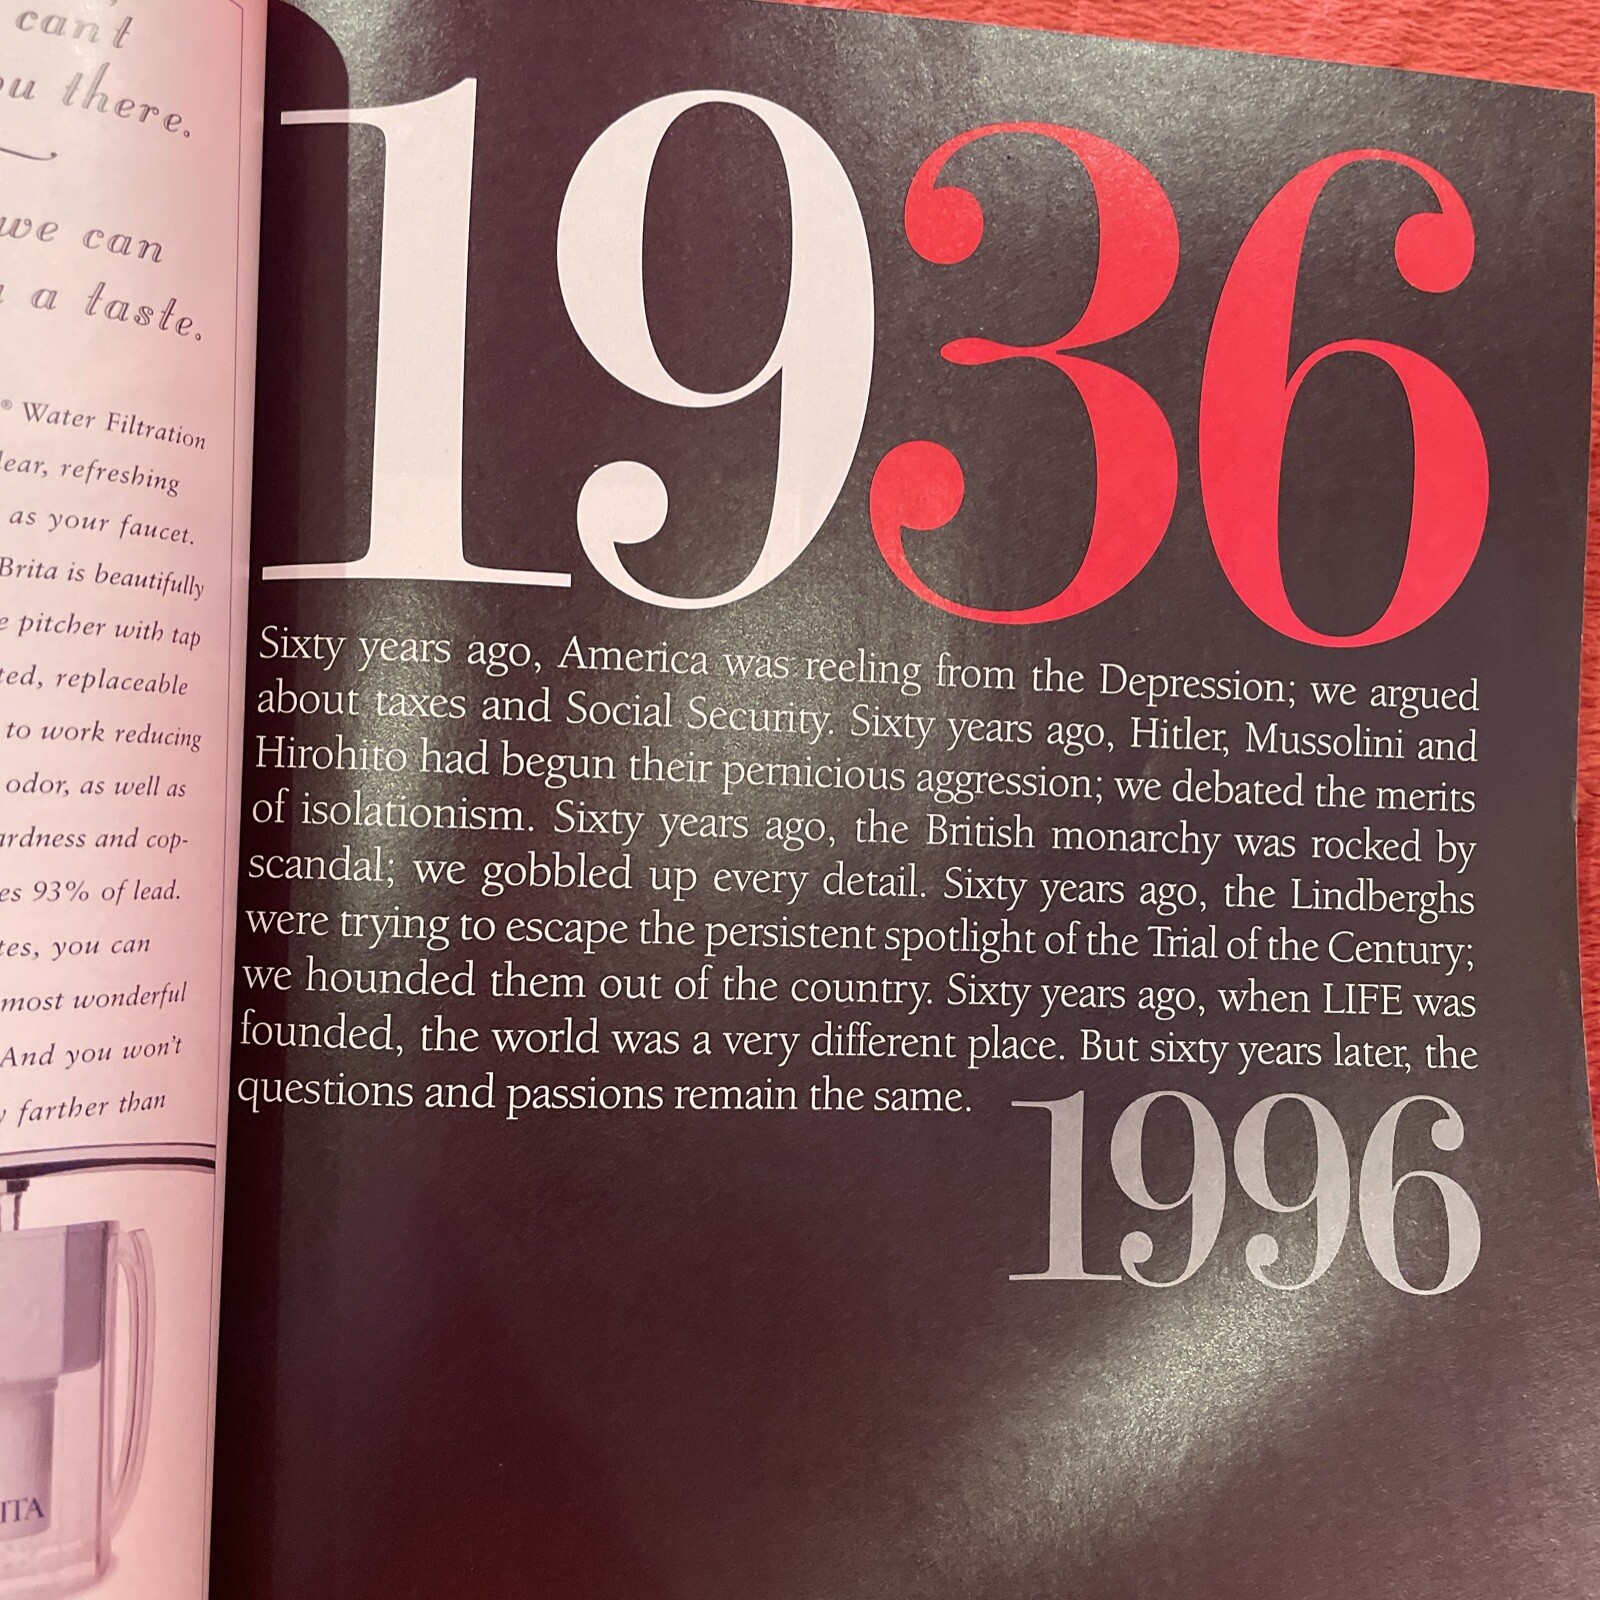 can't
there.
we can
a taste.
® Water Filtration
refreshing
as your faucet.
Brita is beautifully
pitcher with tap
replaceable
to work reducing
odor, as well as
and cop-
93% of lead.
you can
most wonderful
And you won't
farther than
ITA
1936
Sixty years ago, America was reeling from the Depression; we argued
about taxes and Social Security. Sixty years ago, Hitler, Mussolini and
Hirohito had begun their pernicious aggression; we debated the merits
of isolationism. Sixty years ago, the British monarchy was rocked by
scandal; we gobbled up every detail. Sixty years ago, the Lindberghs
were trying to escape the persistent spotlight of the Trial of the Century;
we hounded them out of the country. Sixty years ago, when LIFE was
founded, the world was a very different place. But sixty years later, the
questions and passions remain the same.
1996